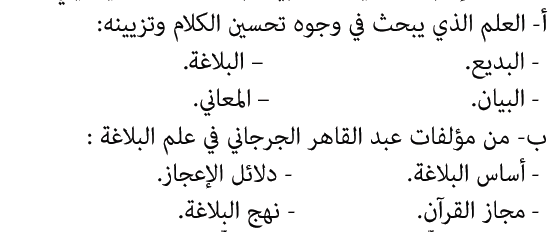 أ- العلم الذي يبحث في وجوه تحسين الكلام وتزيينه:
- البديع. – البلاغة.
- البيان. – المعاني.
ب- من مؤلفات عبد القاهر الجرجاني في علم البلاغة :
- أساس البلاغة. - دلائل الإعجاز.
- مجاز القرآن. - نهج البلاغة.